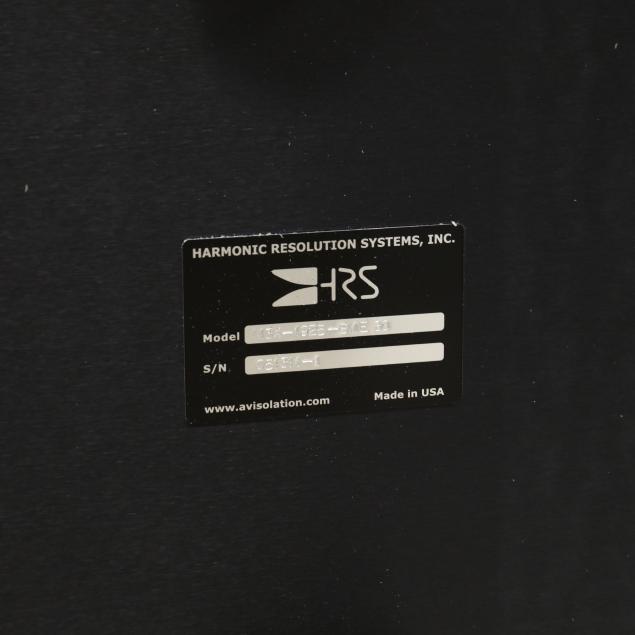 HARMONIC RESOLUTION SYSTEMS, INC.
HRS
Model
S/N
www.avisolation.com
Made in USA